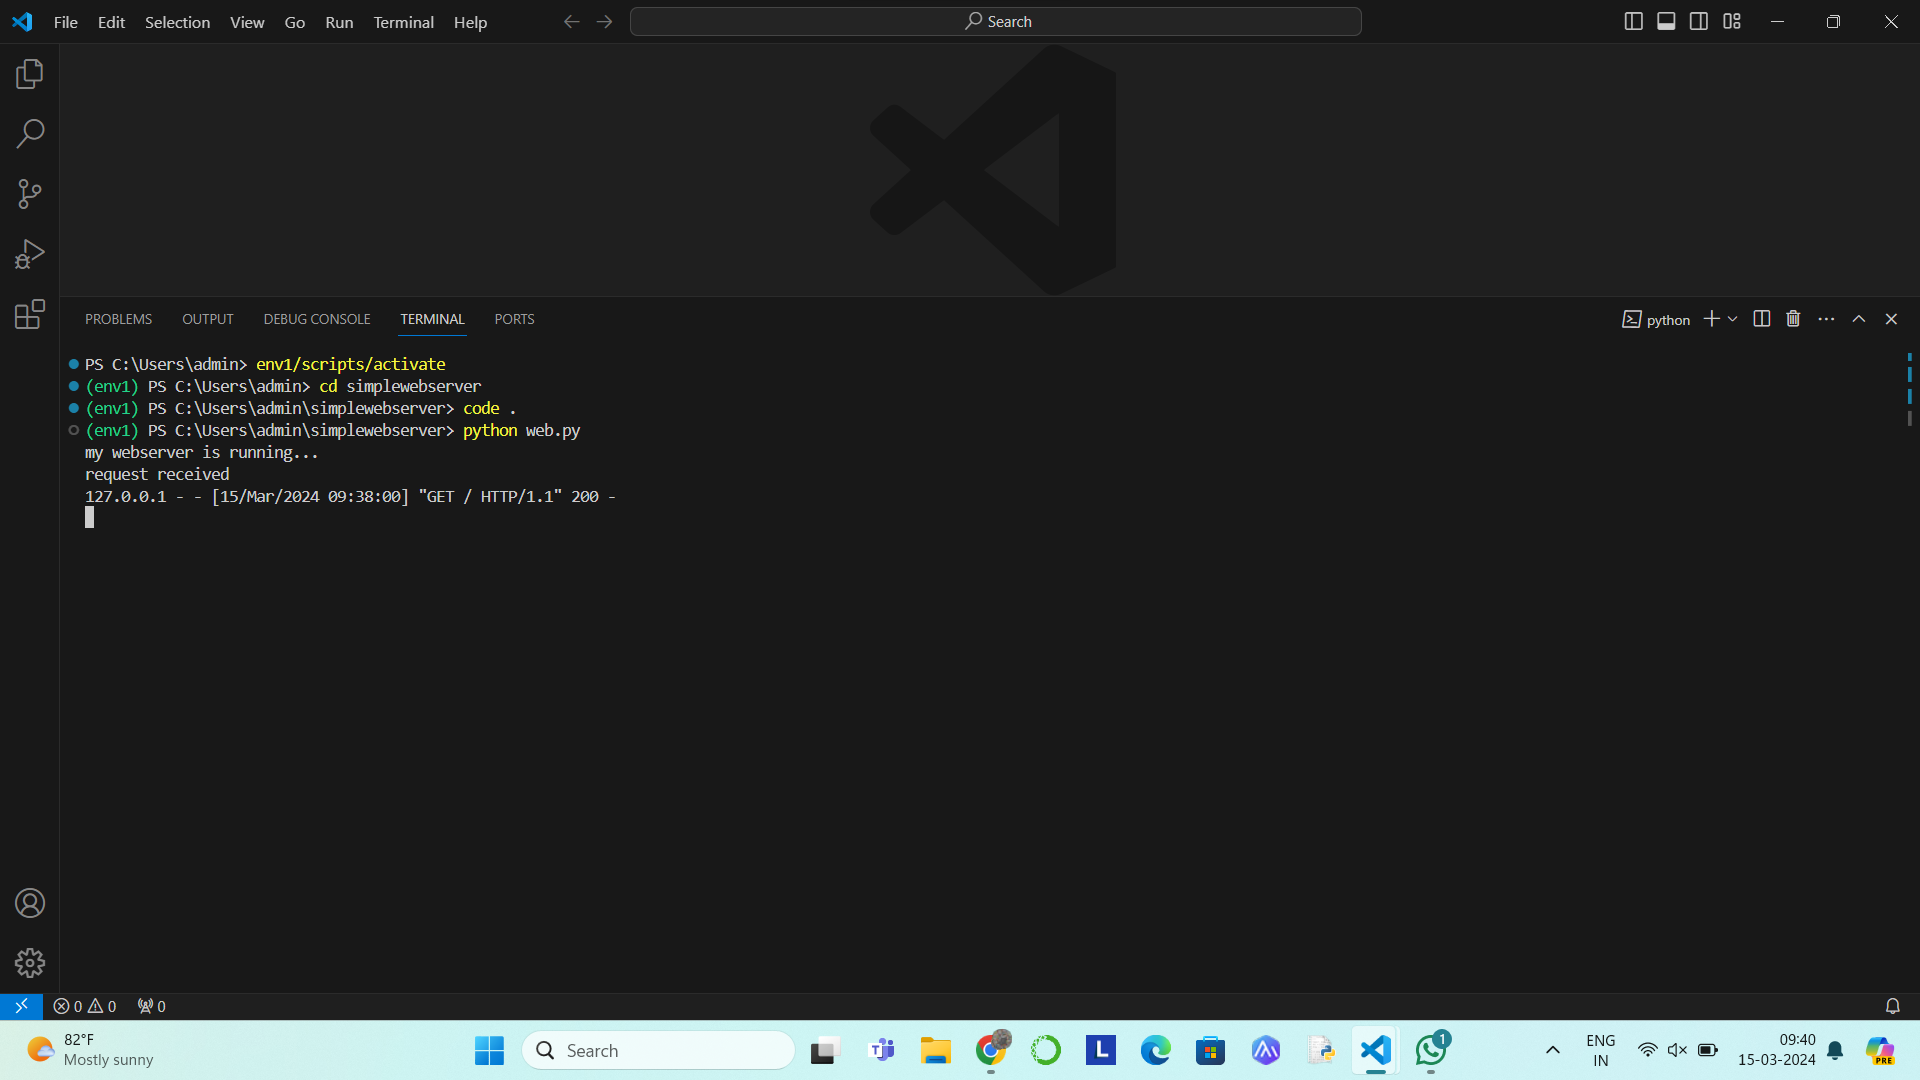 File Edit Selection View Go Run Terminal Help
Search
PROBLEMS OUTPUT DEBUG CONSOLE TERMINAL PORTS
python
PS C:\Users\admin> env1/scripts/activate
(env1) PS C:\Users\admin> cd simplewebserver
(env1) PS C:\Users\admin\simplewebserver> code .
(env1) PS C:\Users\admin\simplewebserver> python web.py
my webserver is running...
request received
127.0.0.1 - - [15/Mar/2024 09:38:00] "GET / HTTP/1.1" 200 -
0 0 0
82°F
Mostly sunny
Search
L
1
ENG
IN
09:40
15-03-2024
PRE